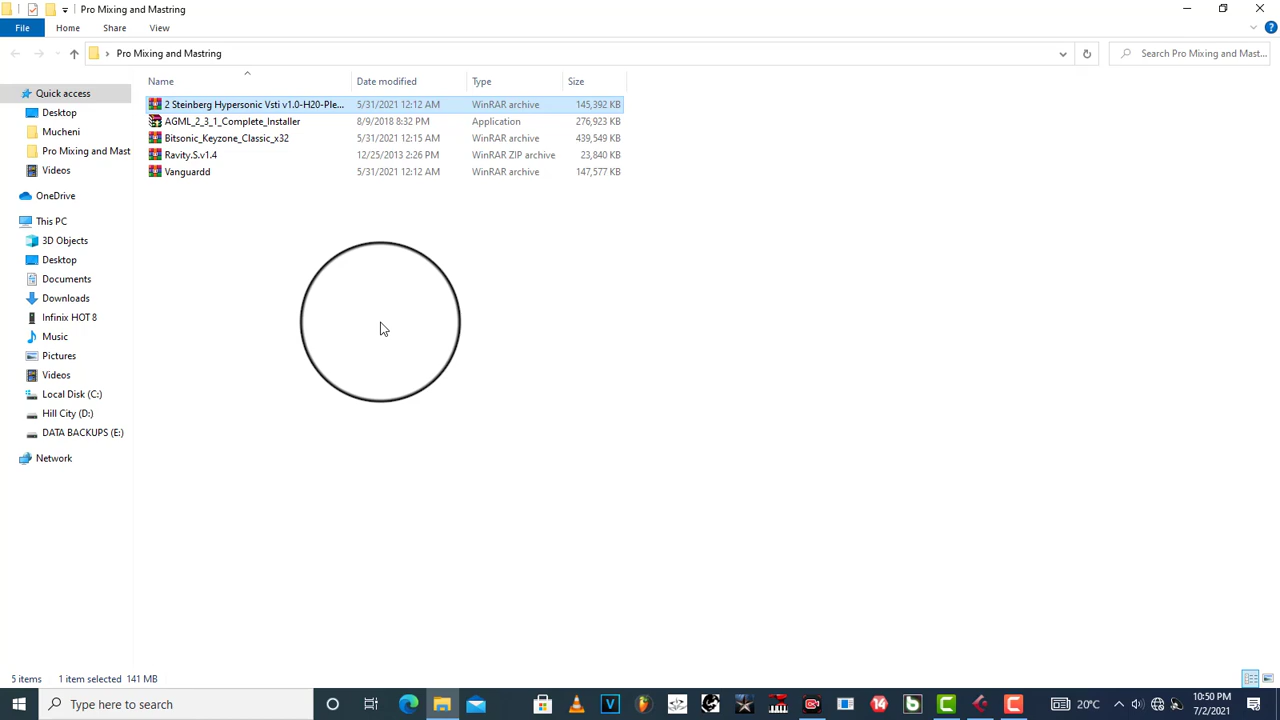 Pro Mixing and Mastring
File Home Share View
Pro Mixing and Mastring
Search Pro Mixing and Mast...
Name Date modified Type Size
Quick access
Desktop
Mucheni
Pro Mixing and Mast
Videos
OneDrive
This PC
3D Objects
Desktop
Documents
Downloads
Infinix HOT 8
Music
Pictures
Videos
Local Disk (C:)
Hill City (D:)
DATA BACKUPS (E:)
Network
2 Steinberg Hypersonic Vsti v1.0-H20-Ple... 5/31/2021 12:12 AM WinRAR archive 145,392 KB
AGML_2_3_1_Complete_Installer 8/9/2018 8:32 PM Application 276,923 KB
Bitsonic_Keyzone_Classic_x32 5/31/2021 12:15 AM WinRAR archive 439,549 KB
Ravity.S.v1.4 12/25/2013 2:26 PM WinRAR ZIP archive 23,840 KB
Vanguardd 5/31/2021 12:12 AM WinRAR archive 147,577 KB
5 items 1 item selected 141 MB
Type here to search
20°C
10:50 PM
7/2/2021